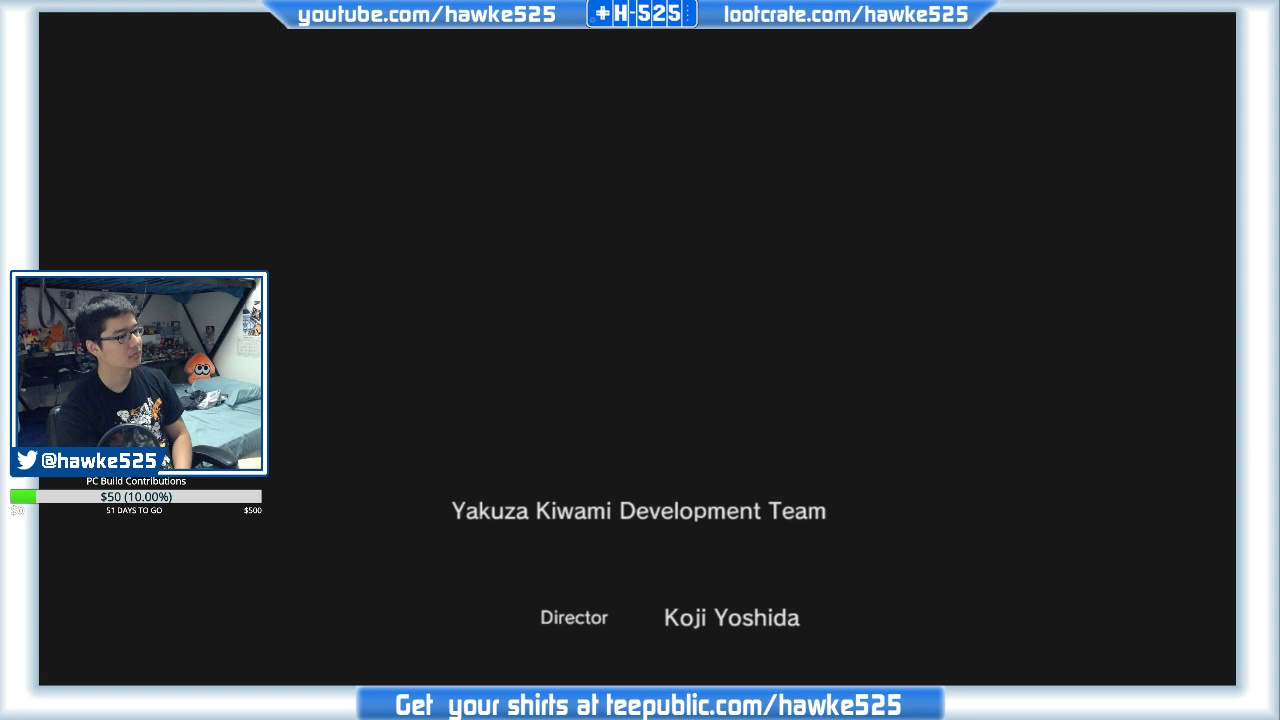 youtube.com/hawke525
+H-525
lootcrate.com/hawke525
@hawke525
PC Build Contributions
$50 (10.00%)
$0
51 DAYS TO GO
$500
Yakuza Kiwami Development Team
Director
Koji Yoshida
Get your shirts at teepublic.com/hawke525